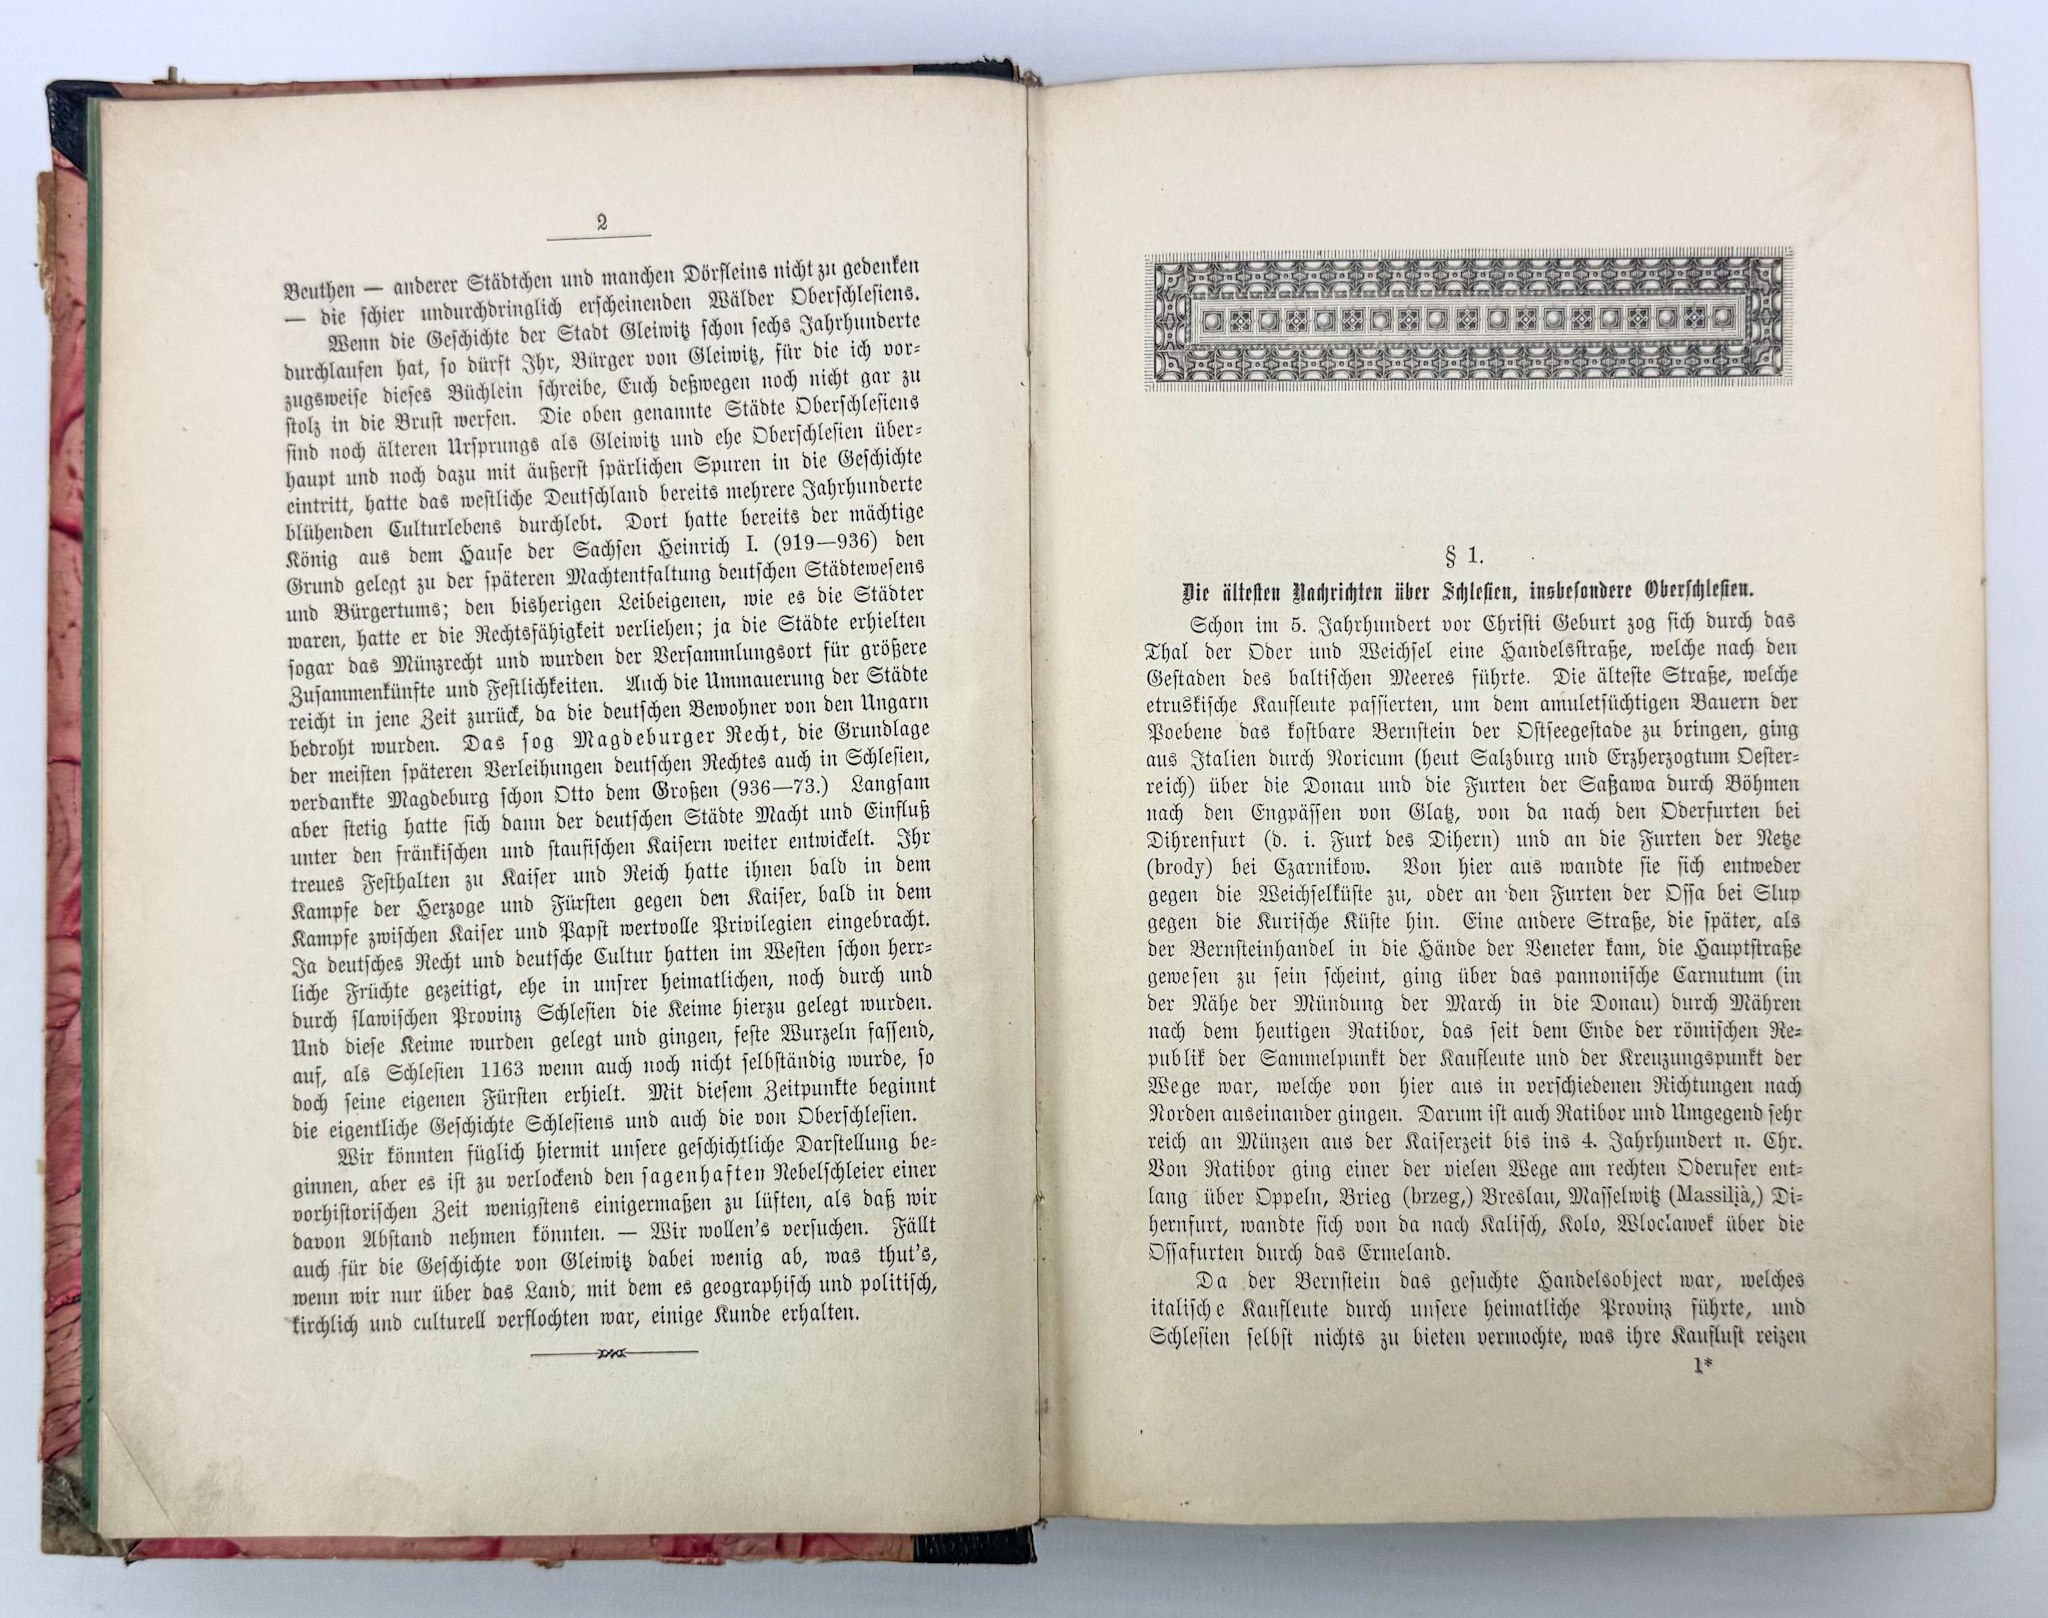 2
Beuthen — anderer Städtchen und manchen Dörfleins nicht zu gedenken
— die schier undurchdringlich erscheinenden Wälder Oberschlesiens.
Wenn die Geschichte der Stadt Gleiwitz schon sechs Jahrhunderte
durchlaufen hat, so dürft Ihr, Bürger von Gleiwitz, für die ich vor-
zugsweise dieses Büchlein schreibe, Euch deßwegen noch nicht gar zu
stolz in die Brust werfen. Die oben genannte Städte Oberschlesiens
sind noch älteren Ursprungs als Gleiwitz und ehe Oberschlesien über-
haupt und noch dazu mit äußerst spärlichen Spuren in die Geschichte
eintritt, hatte das westliche Deutschland bereits mehrere Jahrhunderte
blühenden Culturlebens durchlebt. Dort hatte bereits der mächtige
König aus dem Hause der Sachsen Heinrich I. (919—936) den
Grund gelegt zu der späteren Machtentfaltung deutschen Städtewesens
und Bürgertums; den bisherigen Leibeigenen, wie es die Städter
waren, hatte er die Rechtsfähigkeit verliehen; ja die Städte erhielten
sogar das Münzrecht und wurden der Versammlungsort für größere
Zusammenkünfte und Festlichkeiten. Auch die Ummauerung der Städte
reicht in jene Zeit zurück, da die deutschen Bewohner von den Ungarn
bedroht wurden. Das sog Magdeburger Recht, die Grundlage
der meisten späteren Verleihungen deutschen Rechtes auch in Schlesien,
verdankte Magdeburg schon Otto dem Großen (936—73.) Langsam
aber stetig hatte sich dann der deutschen Städte Macht und Einfluß
unter den fränkischen und staufischen Kaisern weiter entwickelt. Ihr
treues Festhalten zu Kaiser und Reich hatte ihnen bald in dem
Kampfe der Herzoge und Fürsten gegen den Kaiser, bald in dem
Kampfe zwischen Kaiser und Papst wertvolle Privilegien eingebracht.
Ja deutsches Recht und deutsche Cultur hatten im Westen schon herr-
liche Früchte gezeitigt, ehe in unsrer heimatlichen, noch durch und
durch slawischen Provinz Schlesien die Keime hierzu gelegt wurden.
Und diese Keime wurden gelegt und gingen, feste Wurzeln fassend,
auf, als Schlesien 1163 wenn auch noch nicht selbständig wurde, so
doch seine eigenen Fürsten erhielt. Mit diesem Zeitpunkte beginnt
die eigentliche Geschichte Schlesiens und auch die von Oberschlesien.
Wir könnten füglich hiermit unsere geschichtliche Darstellung be-
ginnen, aber es ist zu verlockend den sagenhaften Nebelschleier einer
vorhistorischen Zeit wenigstens einigermaßen zu lüften, als daß wir
davon Abstand nehmen könnten. — Wir wollen's versuchen. Fällt
auch für die Geschichte von Gleiwitz dabei wenig ab, was thut's,
wenn wir nur über das Land, mit dem es geographisch und politisch,
kirchlich und culturell verflochten war, einige Kunde erhalten.
§ 1.
Die ältesten Nachrichten über Schlesien, insbesondere Oberschlesien.
Schon im 5. Jahrhundert vor Christi Geburt zog sich durch das
Thal der Oder und Weichsel eine Handelsstraße, welche nach den
Gestaden des baltischen Meeres führte. Die älteste Straße, welche
etruskische Kaufleute passierten, um dem amuletsüchtigen Bauern der
Poebene das kostbare Bernstein der Ostseegestade zu bringen, ging
aus Italien durch Noricum (heut Salzburg und Erzherzogtum Oester-
reich) über die Donau und die Furten der Saßawa durch Böhmen
nach den Engpässen von Glatz, von da nach den Oderfurten bei
Dihrenfurt (d. i. Furt des Dihern) und an die Furten der Netze
(brody) bei Czarnikow. Von hier aus wandte sie sich entweder
gegen die Weichselküste zu, oder an den Furten der Ossa bei Slup
gegen die Kurische Küste hin. Eine andere Straße, die später, als
der Bernsteinhandel in die Hände der Veneter kam, die Hauptstraße
gewesen zu sein scheint, ging über das pannonische Carnutum (in
der Nähe der Mündung der March in die Donau) durch Mähren
nach dem heutigen Ratibor, das seit dem Ende der römischen Re-
publik der Sammelpunkt der Kaufleute und der Kreuzungspunkt der
Wege war, welche von hier aus in verschiedenen Richtungen nach
Norden auseinander gingen. Darum ist auch Ratibor und Umgegend sehr
reich an Münzen aus der Kaiserzeit bis ins 4. Jahrhundert n. Chr.
Von Ratibor ging einer der vielen Wege am rechten Oderufer ent-
lang über Oppeln, Brieg (brzeg,) Breslau, Masselwitz (Massilia,) Di-
hernfurt, wandte sich von da nach Kalisch, Kolo, Wloclawek über die
Ossafurten durch das Ermeland.
Da der Bernstein das gesuchte Handelsobject war, welches
italische Kaufleute durch unsere heimatliche Provinz führte, und
Schlesien selbst nichts zu bieten vermochte, was ihre Kauflust reizen
1*